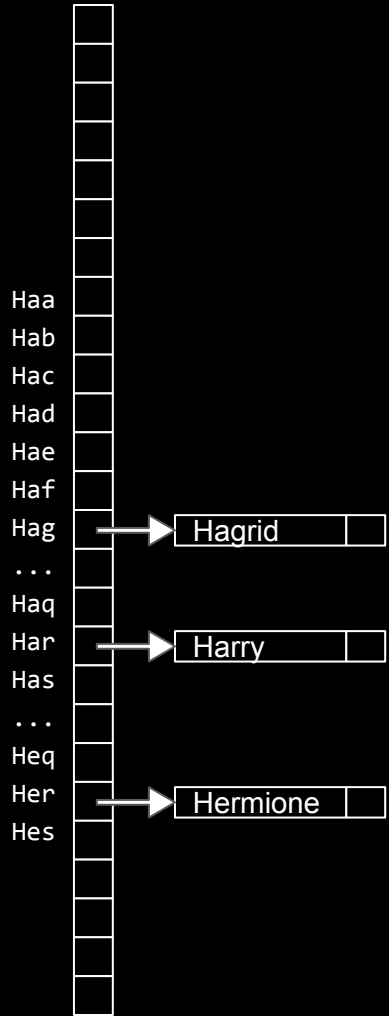 Haa
Hab
Hac
Had
Hae
Haf
Hag Hagrid
...
Haq
Har Harry
Has
...
Heq
Her Hermione
Hes